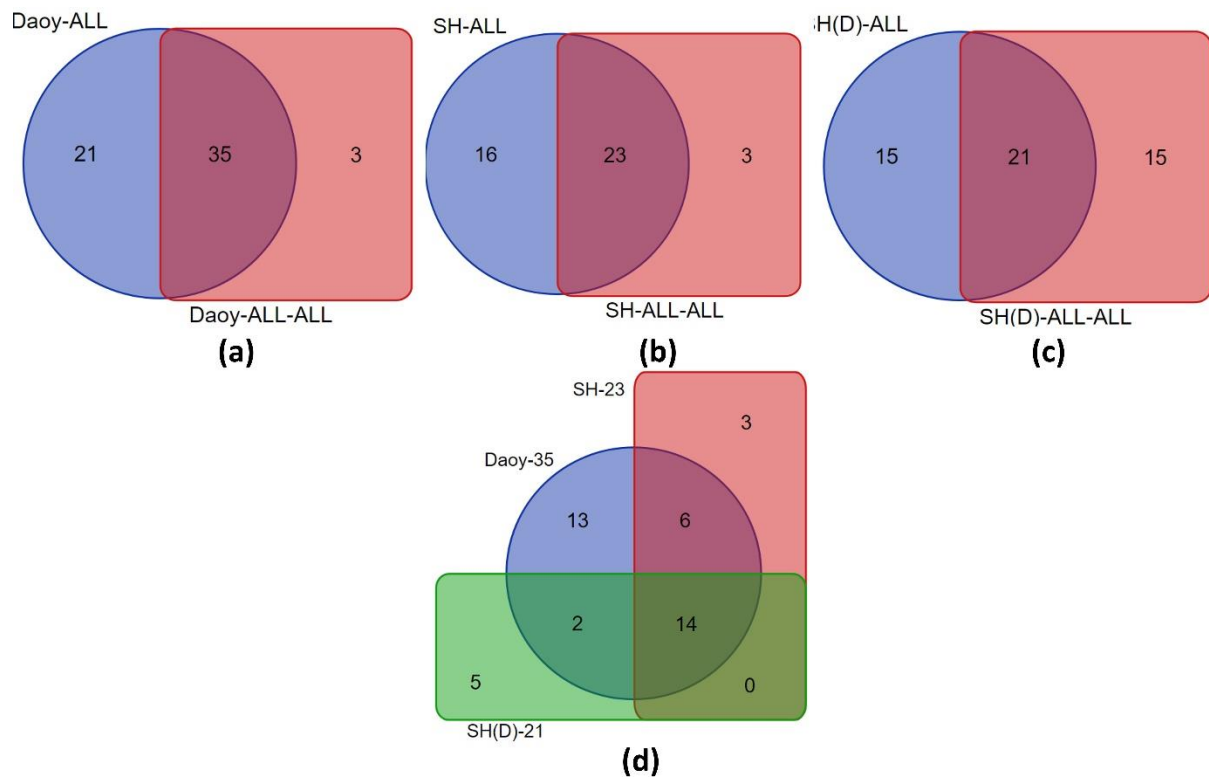 Daoy-ALL
21 35 3
Daoy-ALL-ALL
(a)
SH-ALL
16 23 3
SH-ALL-ALL
(b)
SH(D)-ALL
15 21 15
SH(D)-ALL-ALL
(c)
SH-23
3
Daoy-35
13 6
2 14
5 0
SH(D)-21
(d)